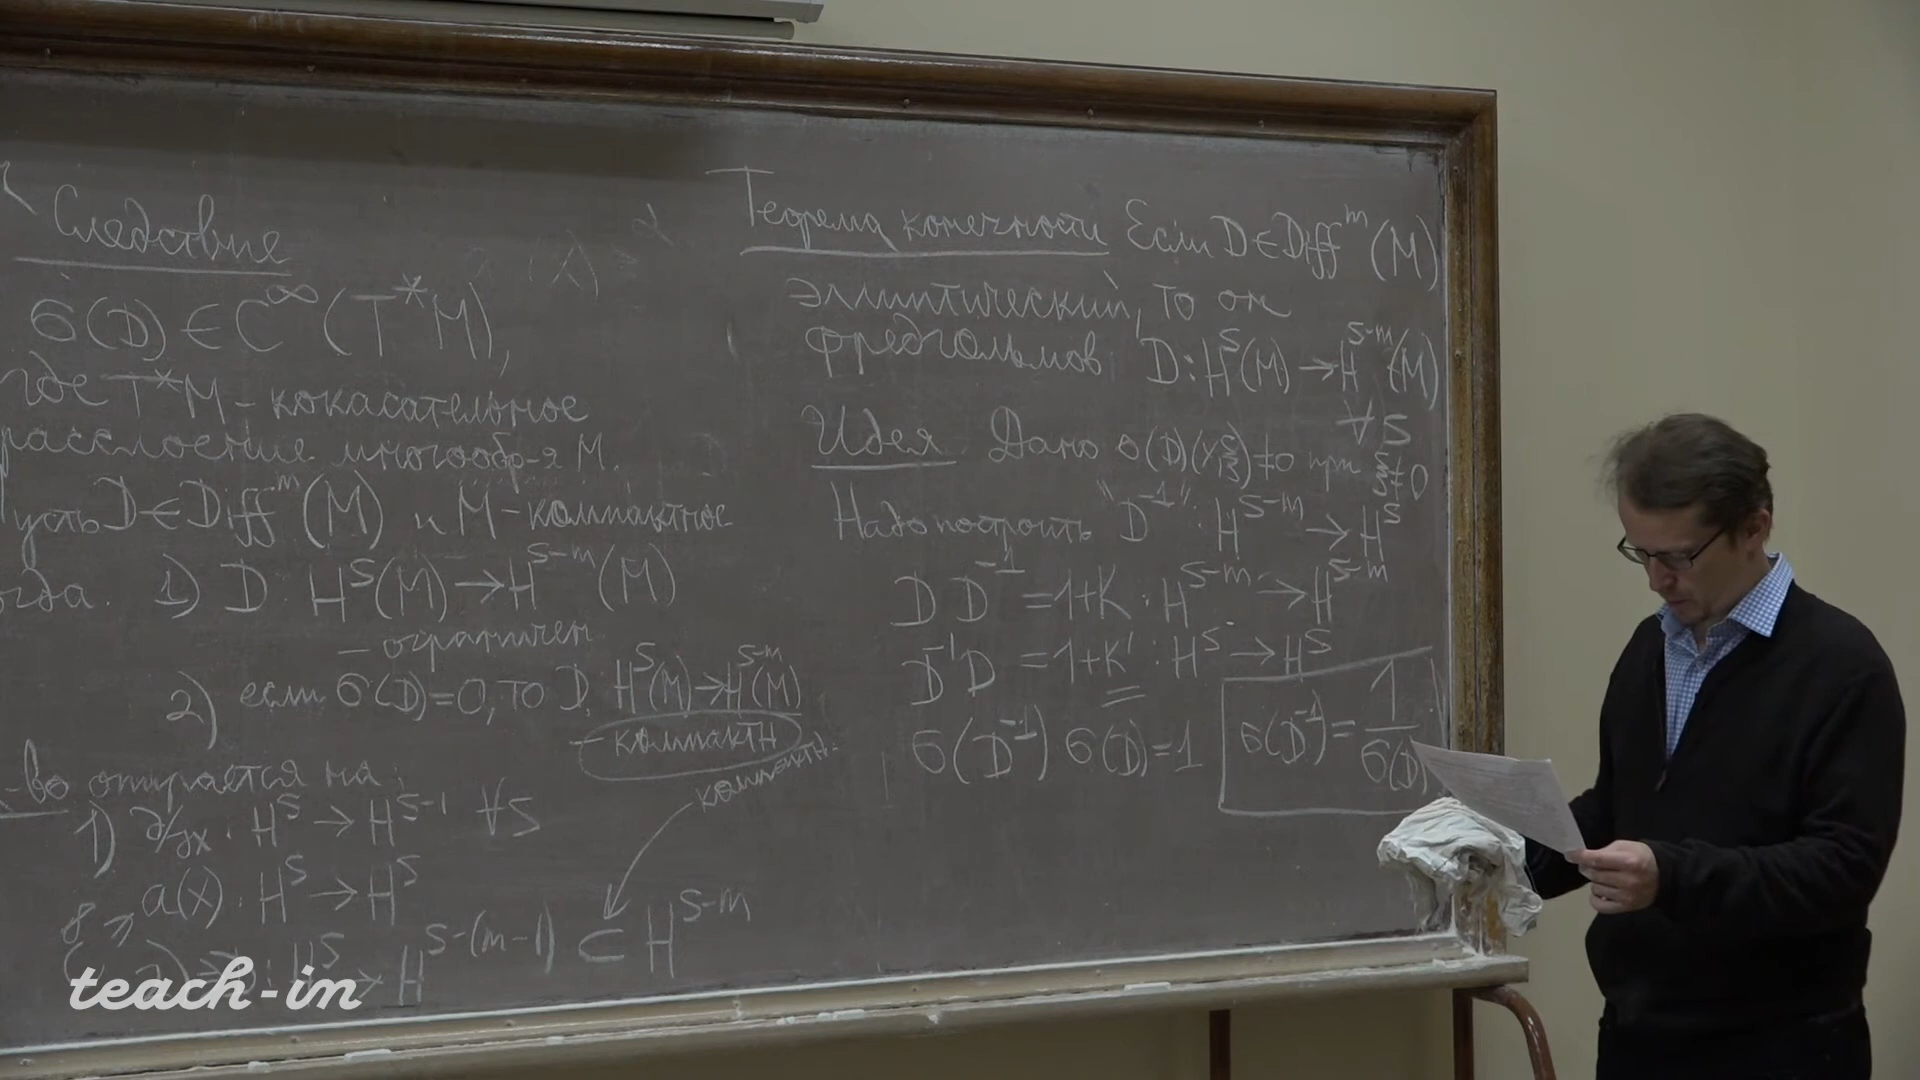 Следствие
σ(D) ∈ C^∞(T*M),
где T*M – кокасательное
расслоение многообр-я M.
Пусть D∈Diff^m(M) и M – компактное
1) D: H^s(M) → H^{s-m}(M)
– ограничен
2) если σ(D)=0, то D: H^s(M)→H^{s-m}(M)
– компактн
компактн.
-во опирается на:
1) ∂/∂x : H^s → H^{s-1} ∀s
a(x) : H^s → H^s
H^s → H^{s-(m-1)} ⊂ H^{s-m}
Теорема конечности Если D∈Diff^m(M)
эллиптический, то он
фредгольмов D: H^s(M) → H^{s-m}(M)
∀s
Идея Дано σ(D)(x,ξ)≠0 при ξ≠0
Надо построить "D^{-1}": H^{s-m} → H^s
D D^{-1} = 1+K : H^{s-m} → H^{s-m}
D^{-1} D = 1+K' : H^s → H^s
σ(D^{-1}) σ(D) = 1
σ(D^{-1}) = 1/σ(D)
teach-in